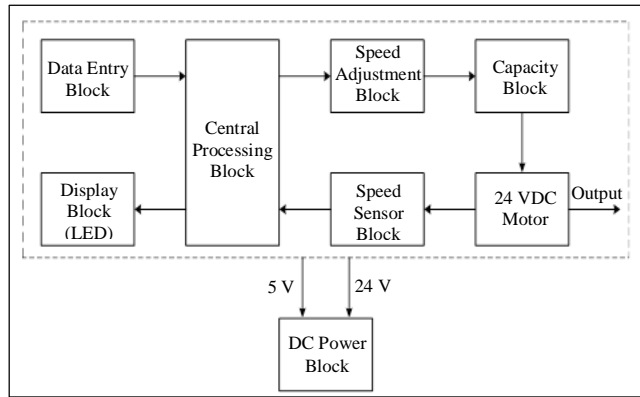 Data Entry
Block
Central
Processing
Block
Speed
Adjustment
Block
Capacity
Block
Display
Block
(LED)
Speed
Sensor
Block
24 VDC
Motor
Output
5 V
24 V
DC Power
Block